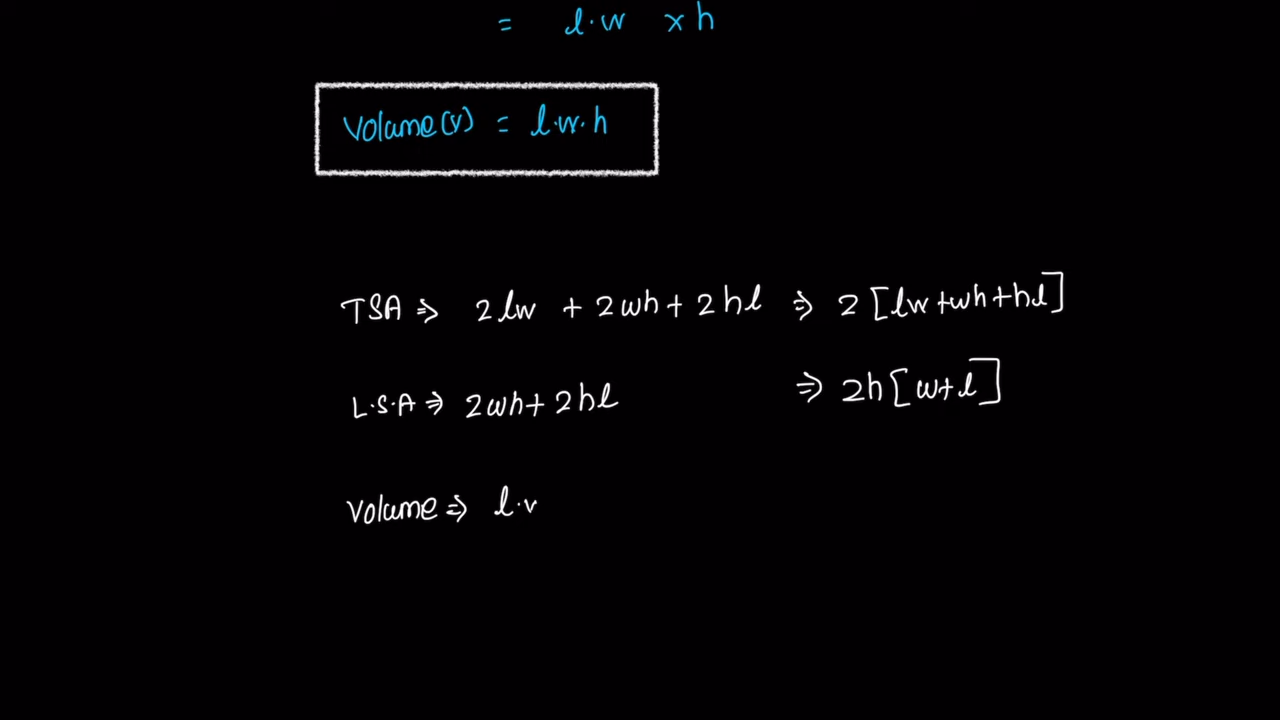 = l·w x h
Volume(v) = l·w·h
TSA ⇒ 2lw + 2wh + 2hl ⇒ 2[lw+wh+hl]
L.S.A ⇒ 2wh + 2hl ⇒ 2h[w+l]
Volume ⇒ l·v